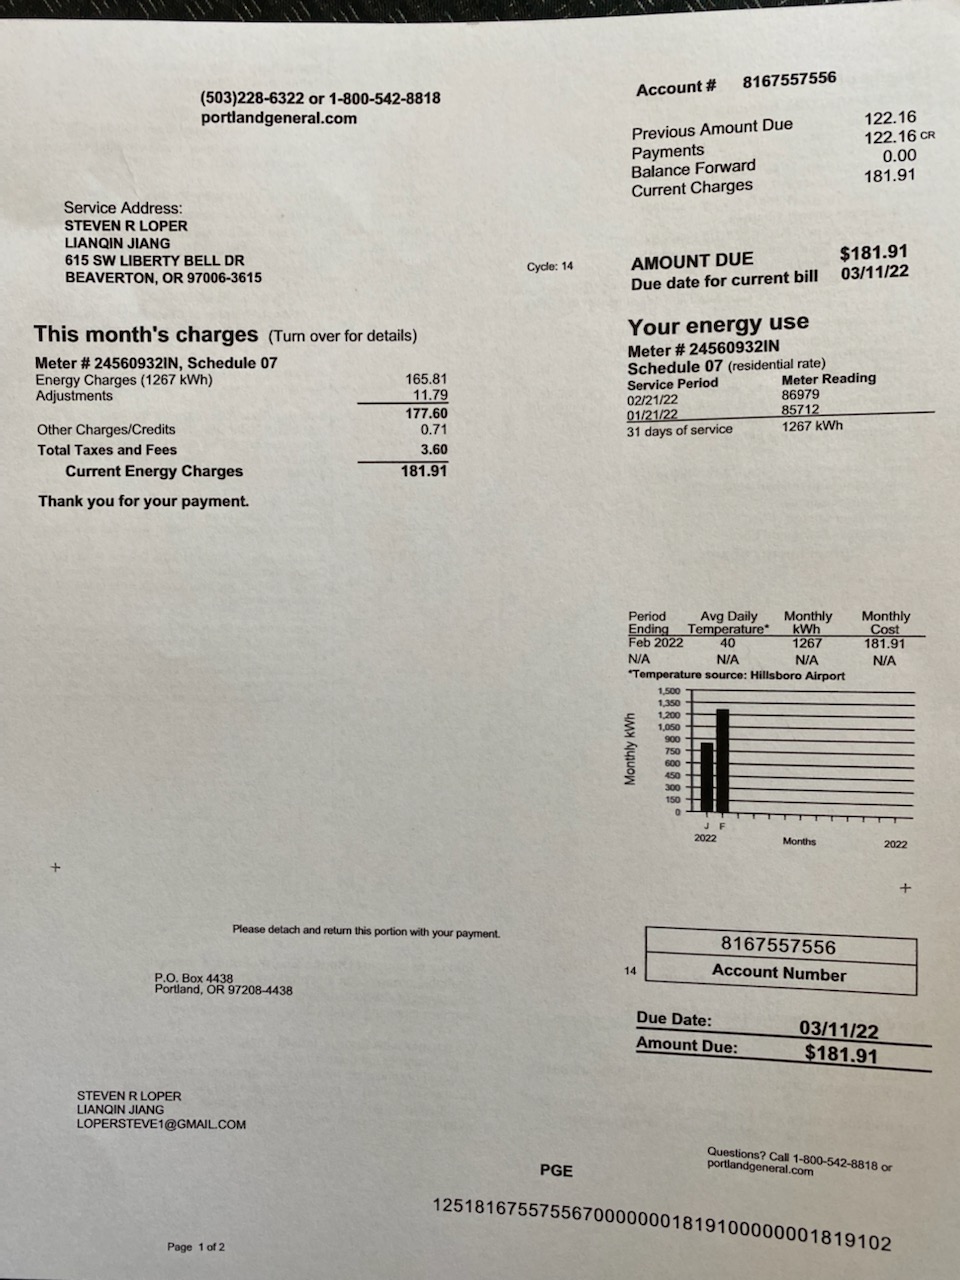 (503)228-6322 or 1-800-542-8818
portlandgeneral.com
Account # 8167557556
Previous Amount Due 122.16
Payments 122.16 CR
Balance Forward 0.00
Current Charges 181.91
Service Address:
STEVEN R LOPER
LIANQIN JIANG
615 SW LIBERTY BELL DR
BEAVERTON, OR 97006-3615
Cycle: 14
AMOUNT DUE $181.91
Due date for current bill 03/11/22
This month's charges (Turn over for details)
Meter # 24560932IN, Schedule 07
Energy Charges (1267 kWh) 165.81
Adjustments 11.79
177.60
Other Charges/Credits 0.71
Total Taxes and Fees 3.60
Current Energy Charges 181.91
Thank you for your payment.
Your energy use
Meter # 24560932IN
Schedule 07 (residential rate)
Service Period Meter Reading
02/21/22 86979
01/21/22 85712
31 days of service 1267 kWh
Period Ending Avg Daily Temperature* Monthly kWh Monthly Cost
Feb 2022 40 1267 181.91
N/A N/A N/A N/A
*Temperature source: Hillsboro Airport
Monthly kWh
1,500
1,350
1,200
1,050
900
750
600
450
300
150
0
J F
2022 Months 2022
Please detach and return this portion with your payment.
P.O. Box 4438
Portland, OR 97208-4438
14
8167557556
Account Number
Due Date: 03/11/22
Amount Due: $181.91
STEVEN R LOPER
LIANQIN JIANG
LOPERSTEVE1@GMAIL.COM
Questions? Call 1-800-542-8818 or
portlandgeneral.com
PGE
125181675575567000000018191000000001819102
Page 1 of 2